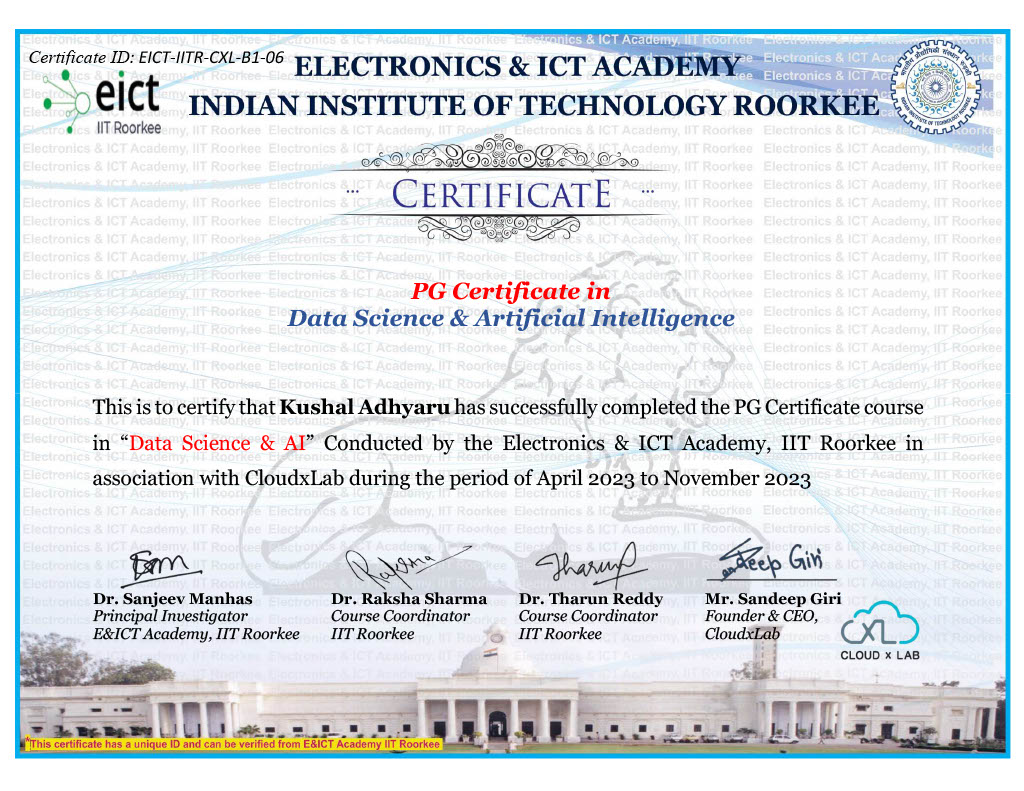 Certificate ID: EICT-IITR-CXL-B1-06
ELECTRONICS & ICT ACADEMY
INDIAN INSTITUTE OF TECHNOLOGY ROORKEE
eict
IIT Roorkee
... CERTIFICATE ...
PG Certificate in
Data Science & Artificial Intelligence
This is to certify that Kushal Adhyaru has successfully completed the PG Certificate course
in “Data Science & AI” Conducted by the Electronics & ICT Academy, IIT Roorkee in
association with CloudxLab during the period of April 2023 to November 2023
Sandeep Giri
Dr. Sanjeev Manhas
Principal Investigator
E&ICT Academy, IIT Roorkee
Dr. Raksha Sharma
Course Coordinator
IIT Roorkee
Dr. Tharun Reddy
Course Coordinator
IIT Roorkee
Mr. Sandeep Giri
Founder & CEO,
CloudxLab
CXL
CLOUD x LAB
*This certificate has a unique ID and can be verified from E&ICT Academy IIT Roorkee